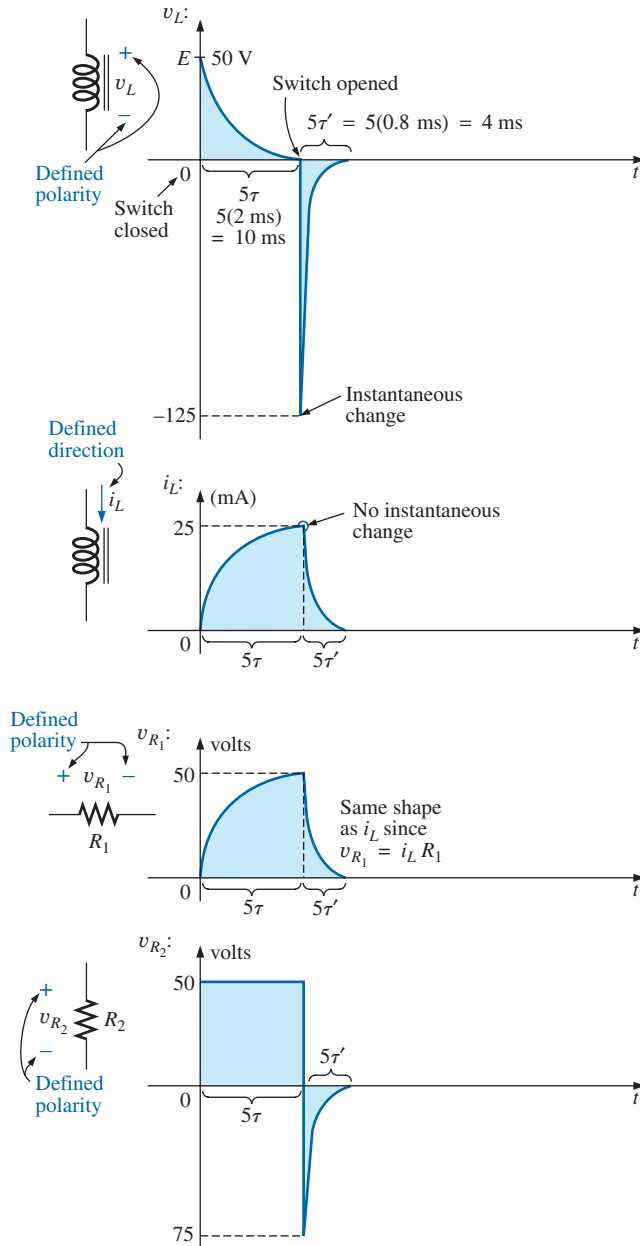 v_L:
+
E
50 V
v_L
Switch opened
−
5τ′ = 5(0.8 ms) = 4 ms
Defined
polarity
0
t
Switch
closed
5τ
5(2 ms)
= 10 ms
−125
Instantaneous
change
Defined
direction
i_L
i_L:
(mA)
25
No instantaneous
change
0
t
5τ
5τ′
Defined
polarity
v_R1:
volts
+ v_R1 −
50
R1
Same shape
as i_L since
v_R1 = i_L R1
0
t
5τ
5τ′
v_R2:
volts
+
50
v_R2
R2
−
5τ′
Defined
polarity
0
t
5τ
75